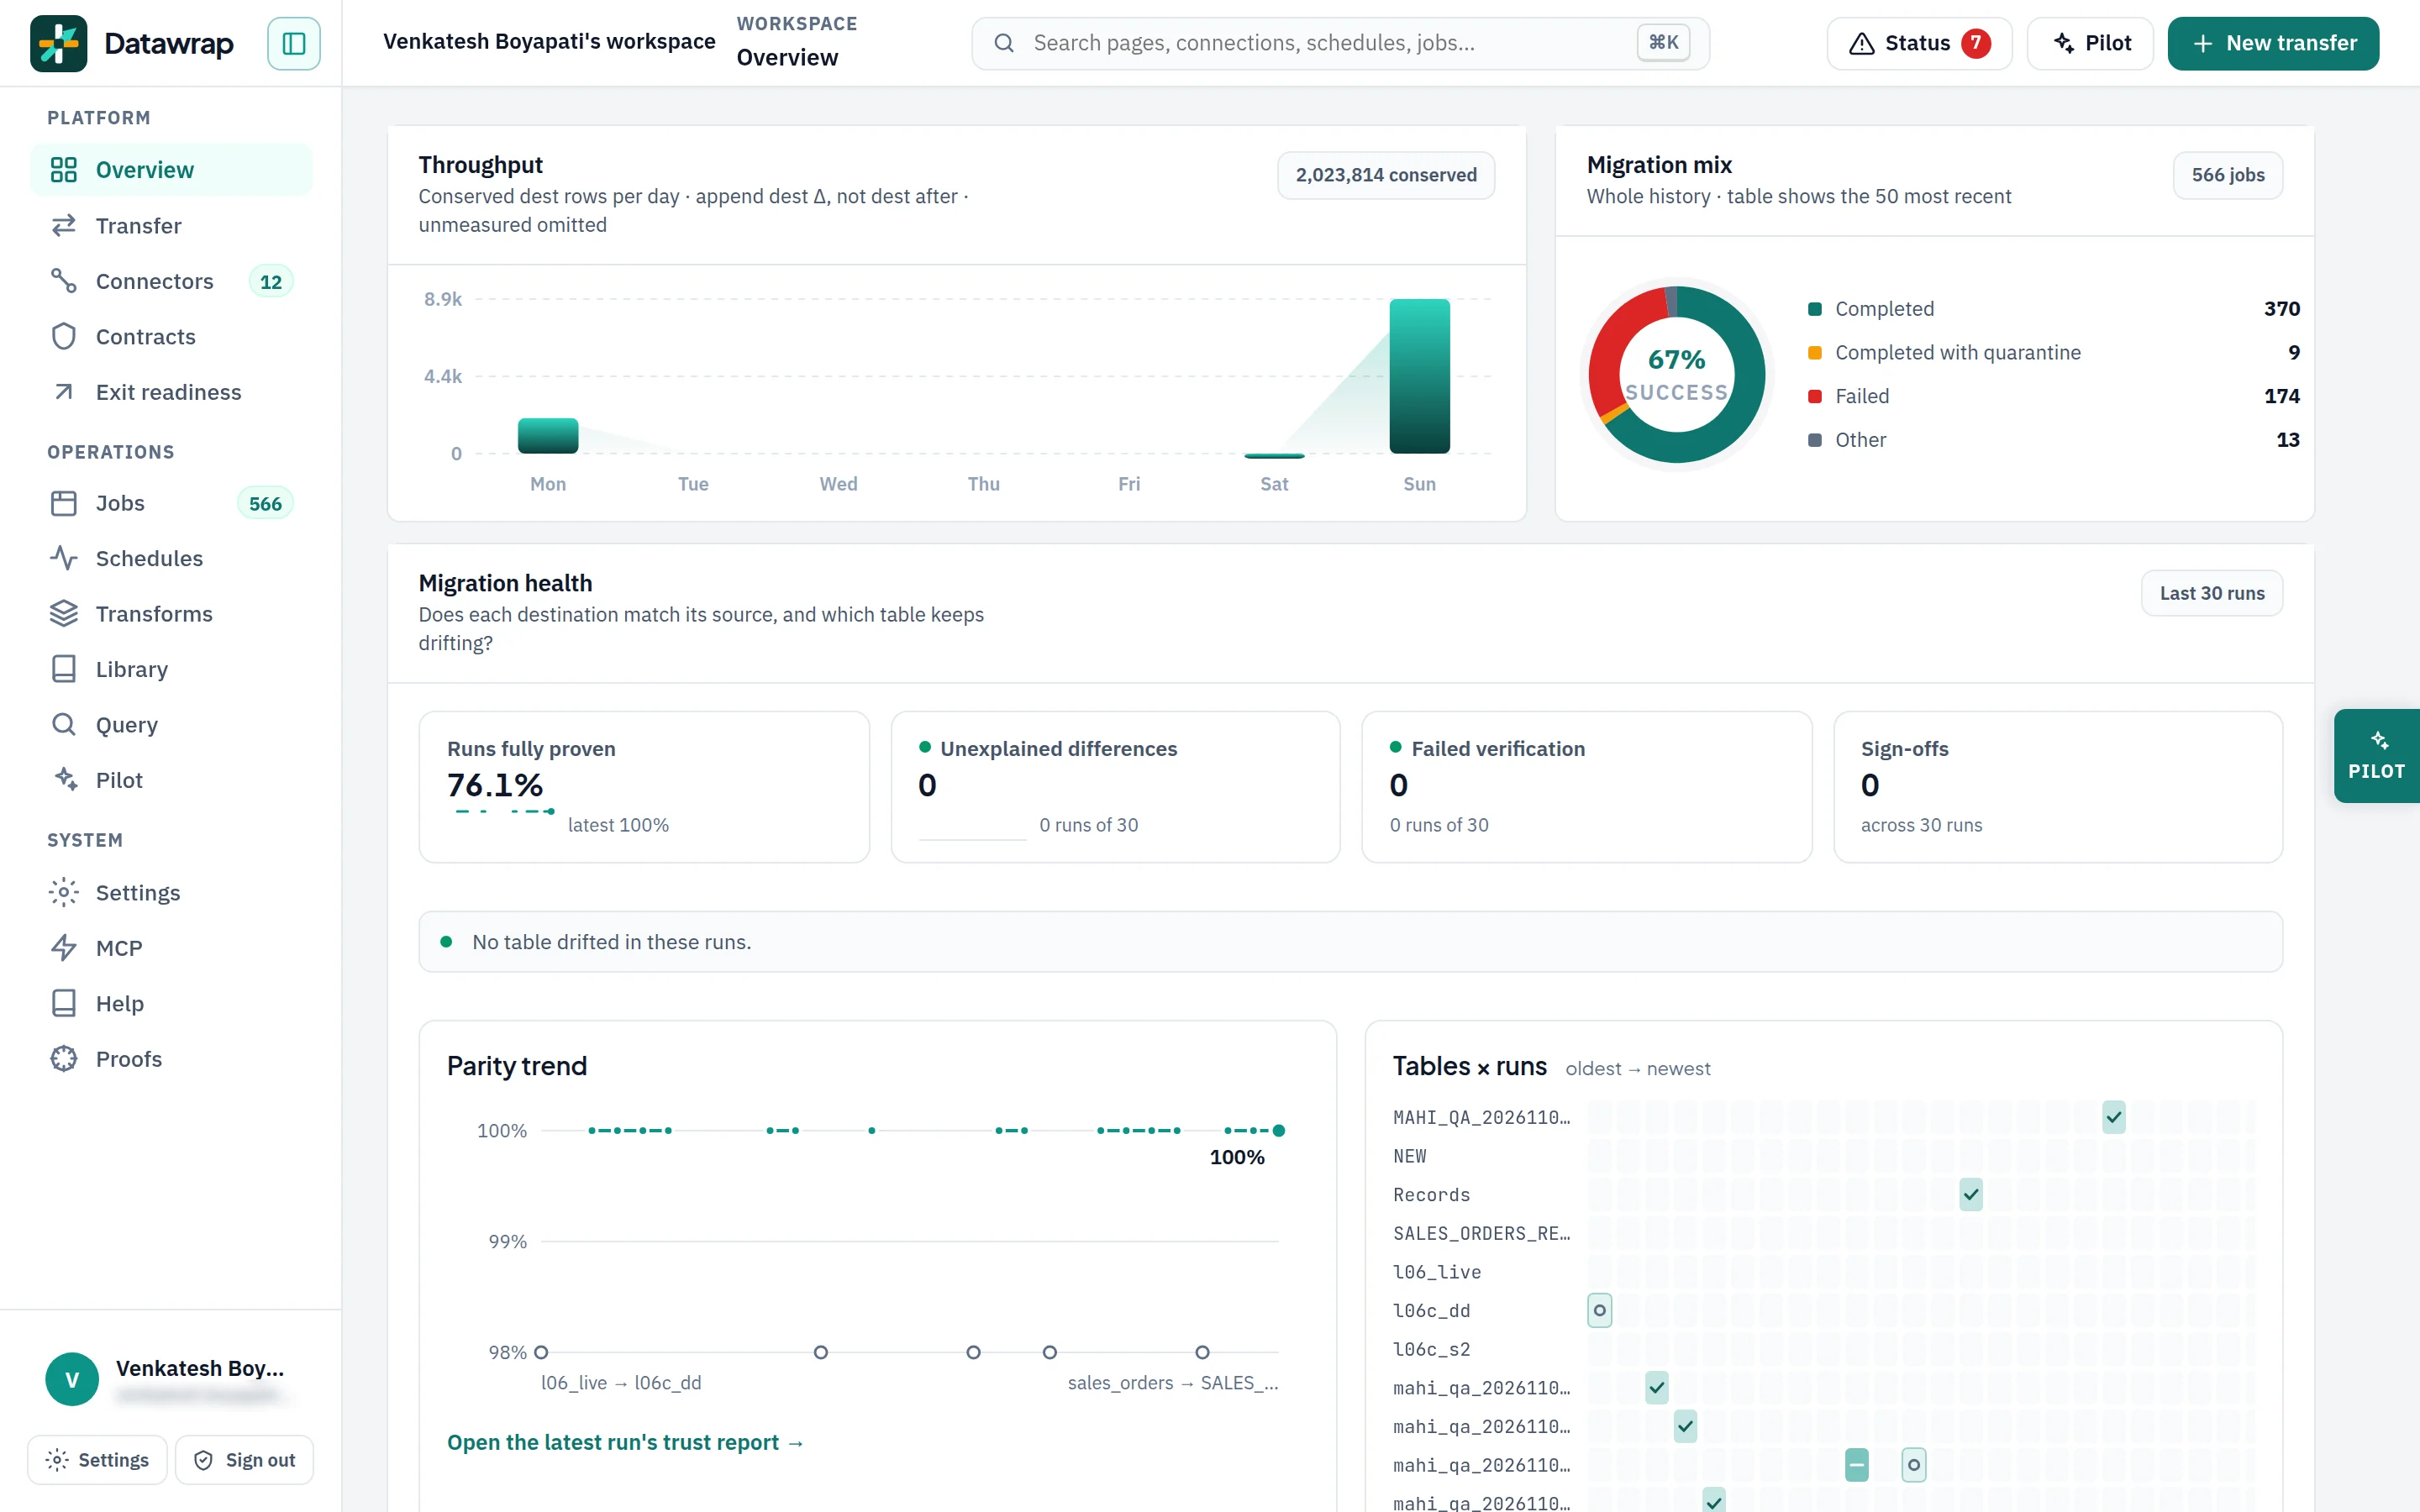 Datawrap
Venkatesh Boyapati's workspace
WORKSPACE
Overview
Search pages, connections, schedules, jobs...
⌘K
Status 7
Pilot
New transfer
PLATFORM
Overview
Transfer
Connectors 12
Contracts
Exit readiness
OPERATIONS
Jobs 566
Schedules
Transforms
Library
Query
Pilot
SYSTEM
Settings
MCP
Help
Proofs
V
Venkatesh Boy...
Settings
Sign out
Throughput
Conserved dest rows per day · append dest Δ, not dest after ·
unmeasured omitted
2,023,814 conserved
8.9k
4.4k
0
Mon Tue Wed Thu Fri Sat Sun
Migration mix
Whole history · table shows the 50 most recent
566 jobs
67%
SUCCESS
Completed 370
Completed with quarantine 9
Failed 174
Other 13
Migration health
Does each destination match its source, and which table keeps
drifting?
Last 30 runs
Runs fully proven
76.1%
latest 100%
Unexplained differences
0
0 runs of 30
Failed verification
0
0 runs of 30
Sign-offs
0
across 30 runs
No table drifted in these runs.
Parity trend
100%
100%
99%
98%
l06_live → l06c_dd
sales_orders → SALES_...
Open the latest run's trust report →
Tables × runs oldest → newest
MAHI_QA_2026110...
NEW
Records
SALES_ORDERS_RE...
l06_live
l06c_dd
l06c_s2
mahi_qa_2026110...
mahi_qa_2026110...
mahi_qa_2026110...
mahi_qa_2026110...
PILOT